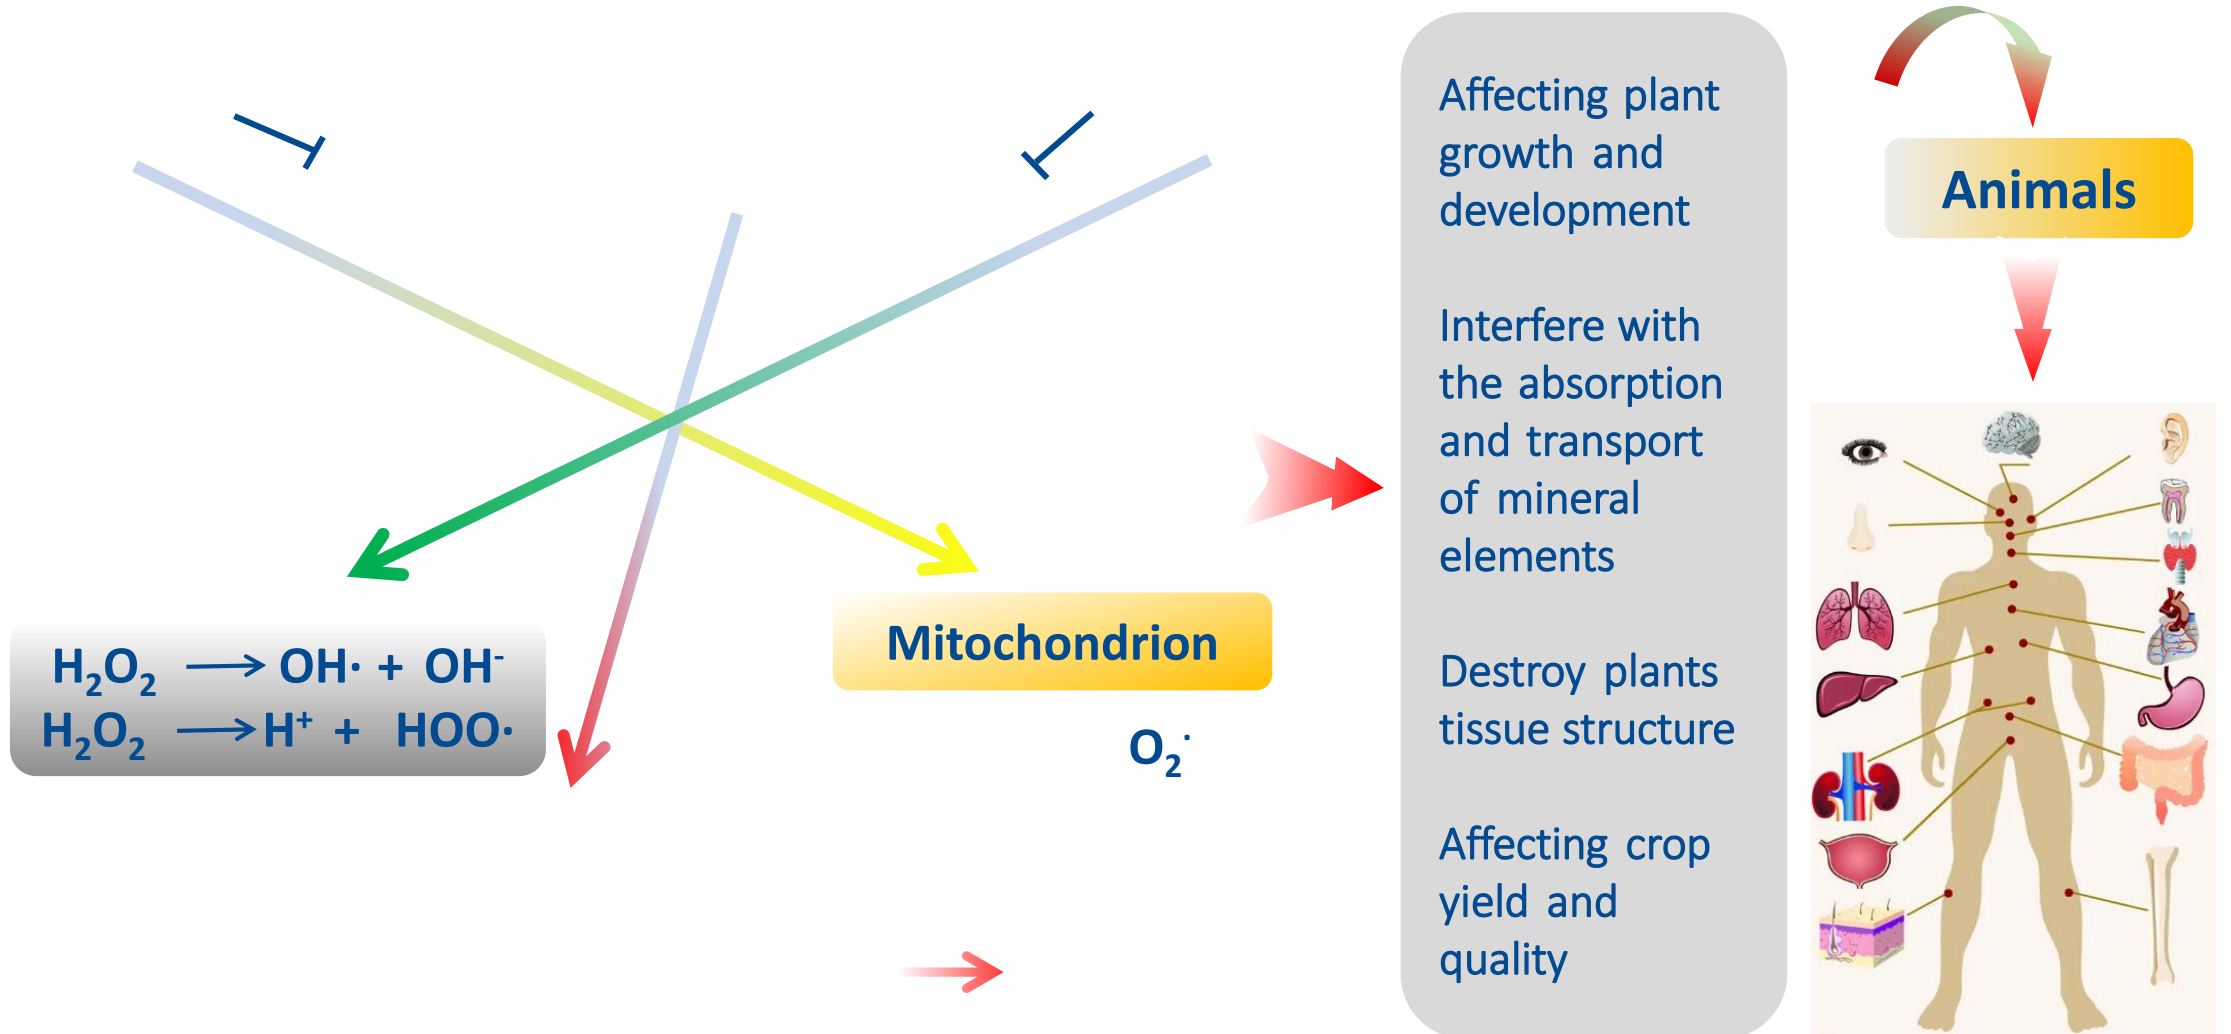 H₂O₂ → OH· + OH⁻
H₂O₂ → H⁺ + HOO·
Mitochondrion
O₂·
Affecting plant
growth and
development
Interfere with
the absorption
and transport
of mineral
elements
Destroy plants
tissue structure
Affecting crop
yield and
quality
Animals